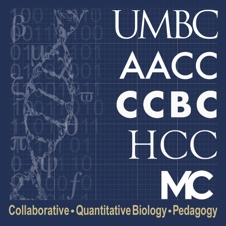 UMBC
AACC
CCBC
HCC
MC
Collaborative • Quantitative Biology • Pedagogy